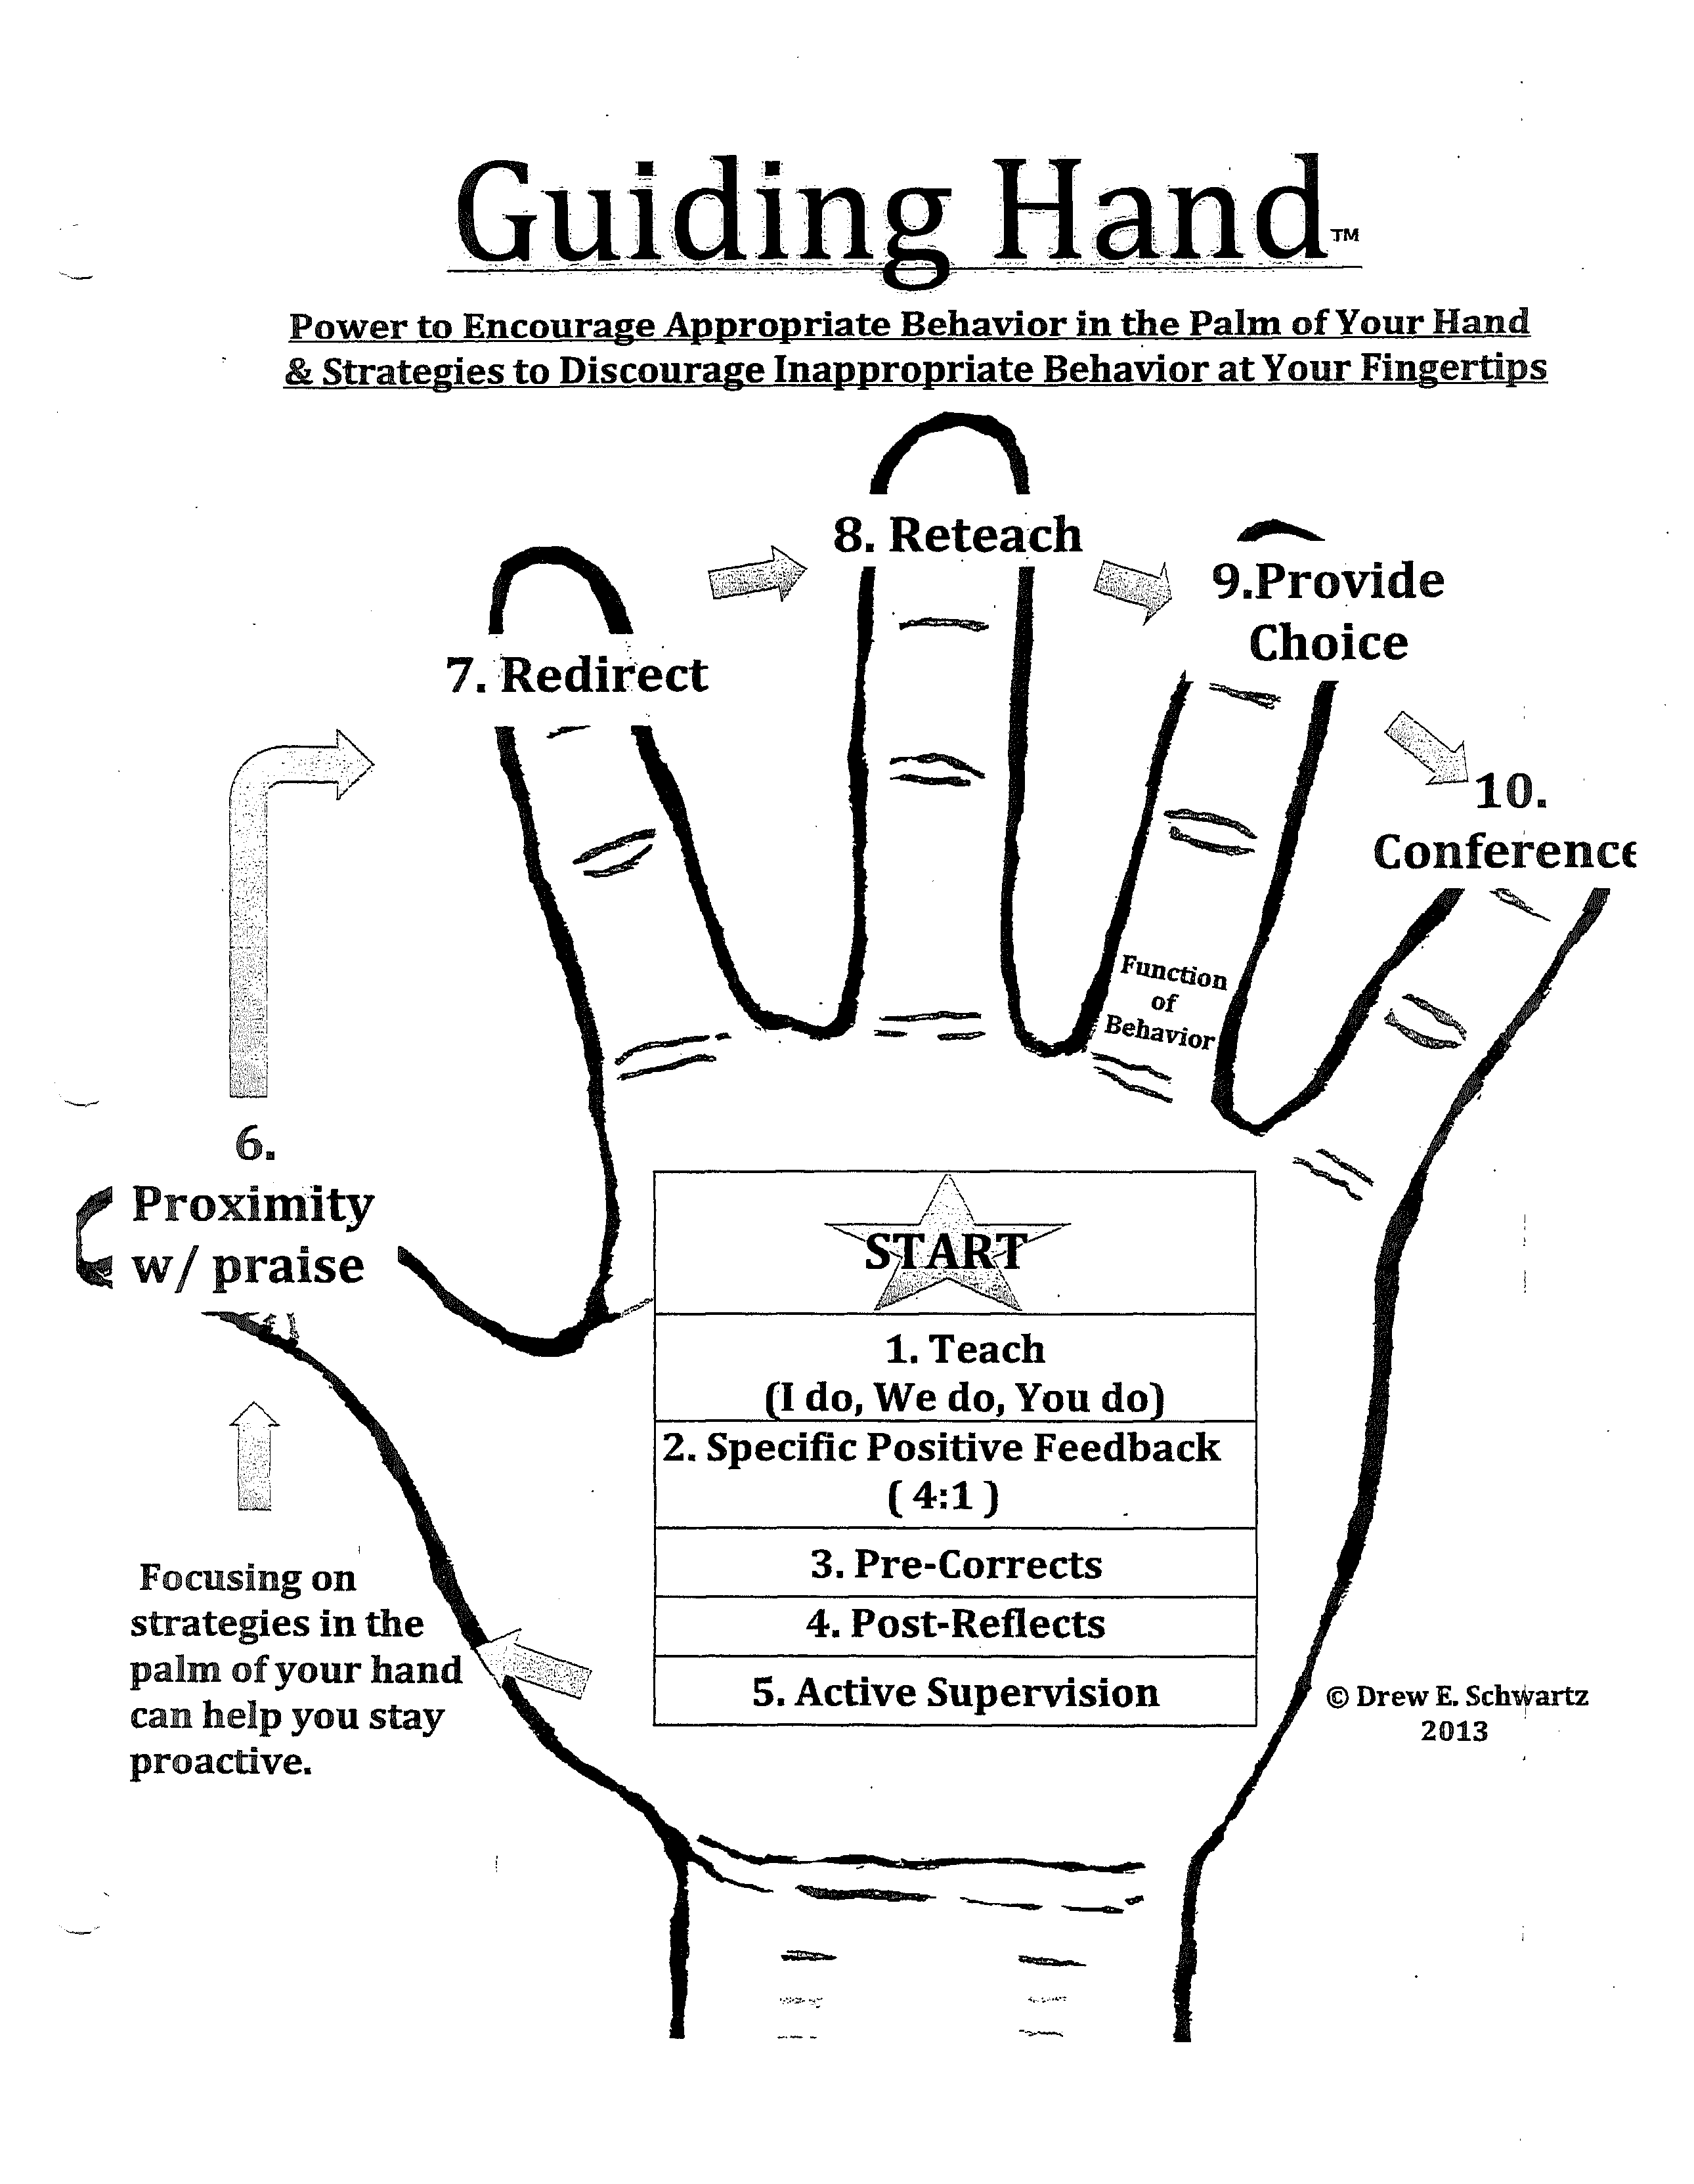 Guiding Hand™
Power to Encourage Appropriate Behavior in the Palm of Your Hand
& Strategies to Discourage Inappropriate Behavior at Your Fingertips
8. Reteach
9.Provide
Choice
7. Redirect
10.
Conference
Function
of
Behavior
6.
Proximity
w/ praise
START
1. Teach
(I do, We do, You do)
2. Specific Positive Feedback
( 4:1 )
3. Pre-Corrects
4. Post-Reflects
5. Active Supervision
Focusing on
strategies in the
palm of your hand
can help you stay
proactive.
© Drew E. Schwartz
2013